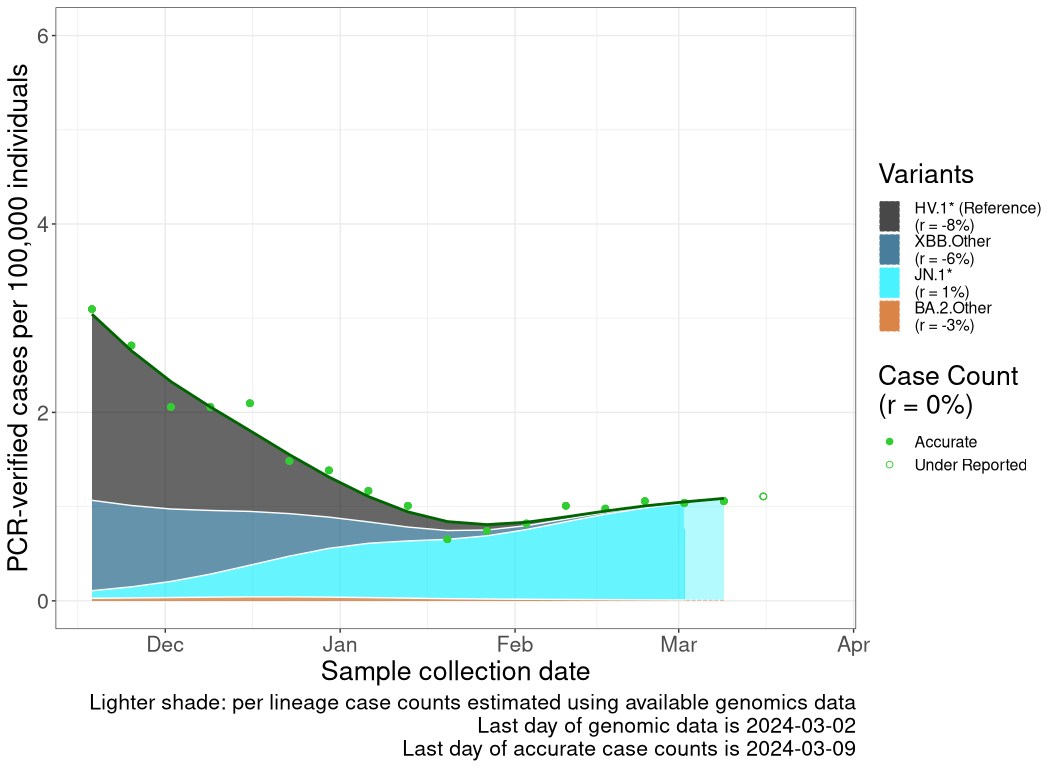 PCR-verified cases per 100,000 individuals
6
4
2
0
Dec
Jan
Feb
Mar
Apr
Sample collection date
Lighter shade: per lineage case counts estimated using available genomics data
Last day of genomic data is 2024-03-02
Last day of accurate case counts is 2024-03-09
Variants
HV.1* (Reference)
(r = -8%)
XBB.Other
(r = -6%)
JN.1*
(r = 1%)
BA.2.Other
(r = -3%)
Case Count
(r = 0%)
Accurate
Under Reported